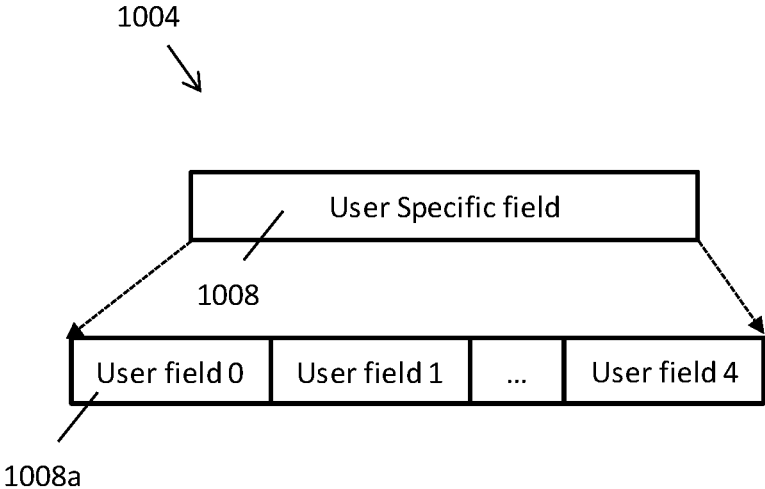 1004
User Specific field
1008
User field 0
User field 1
...
User field 4
1008a